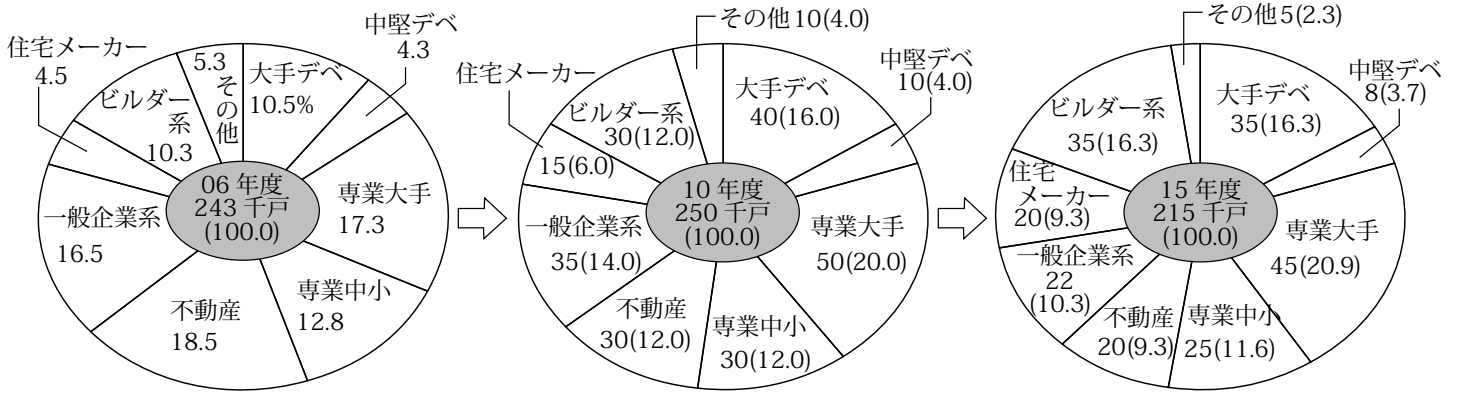 中堅デベ
4.3
住宅メーカー
4.5
5.3
その他
大手デベ
10.5%
ビルダー
系
10.3
専業大手
17.3
一般企業系
16.5
専業中小
12.8
不動産
18.5
06 年度
243 千戸
(100.0)
その他10(4.0)
中堅デベ
10(4.0)
住宅メーカー
15(6.0)
ビルダー系
30(12.0)
大手デベ
40(16.0)
専業大手
50(20.0)
一般企業系
35(14.0)
不動産
30(12.0)
専業中小
30(12.0)
10 年度
250 千戸
(100.0)
その他5(2.3)
中堅デベ
8(3.7)
ビルダー系
35(16.3)
大手デベ
35(16.3)
住宅
メーカー
20(9.3)
専業大手
45(20.9)
一般企業系
22
(10.3)
不動産
20(9.3)
専業中小
25(11.6)
15 年度
215 千戸
(100.0)